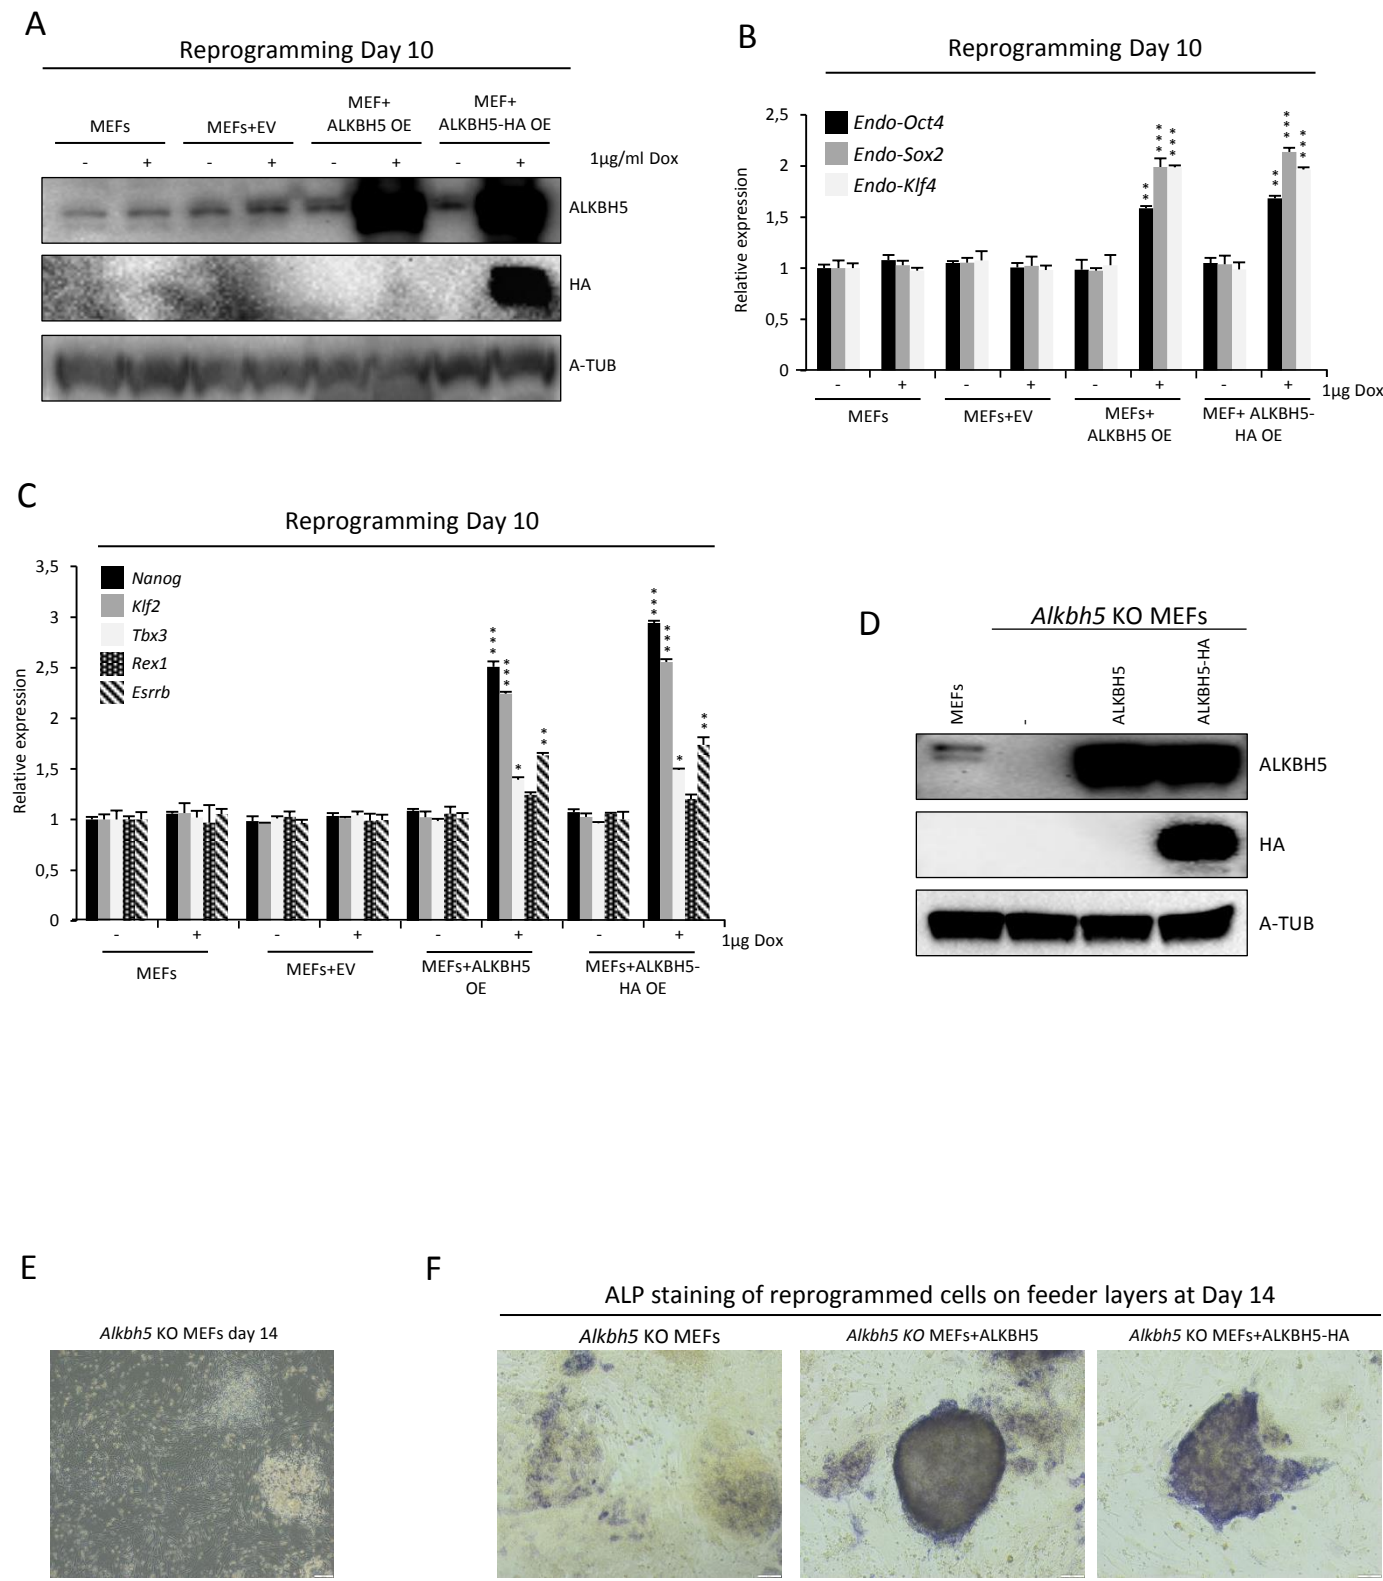 A
Reprogramming Day 10
MEFs
MEFs+EV
MEF+
ALKBH5 OE
MEF+
ALKBH5-HA OE
- + - + - + - + 1µg/ml Dox
ALKBH5
HA
A-TUB
B
Reprogramming Day 10
Endo-Oct4
Endo-Sox2
Endo-Klf4
Relative expression
2,5
2
1,5
1
0,5
0
** *** *** ** *** ***
- + - + - + - + 1µg Dox
MEFs
MEFs+EV
MEFs+
ALKBH5 OE
MEF+ ALKBH5-
HA OE
C
Reprogramming Day 10
Nanog
Klf2
Tbx3
Rex1
Esrrb
Relative expression
3,5
3
2,5
2
1,5
1
0,5
0
*** *** * ** *** *** * **
- + - + - + - + 1µg Dox
MEFs
MEFs+EV
MEFs+ALKBH5
OE
MEFs+ALKBH5-
HA OE
D
Alkbh5 KO MEFs
MEFs
-
ALKBH5
ALKBH5-HA
ALKBH5
HA
A-TUB
E
Alkbh5 KO MEFs day 14
F
ALP staining of reprogrammed cells on feeder layers at Day 14
Alkbh5 KO MEFs
Alkbh5 KO MEFs+ALKBH5
Alkbh5 KO MEFs+ALKBH5-HA